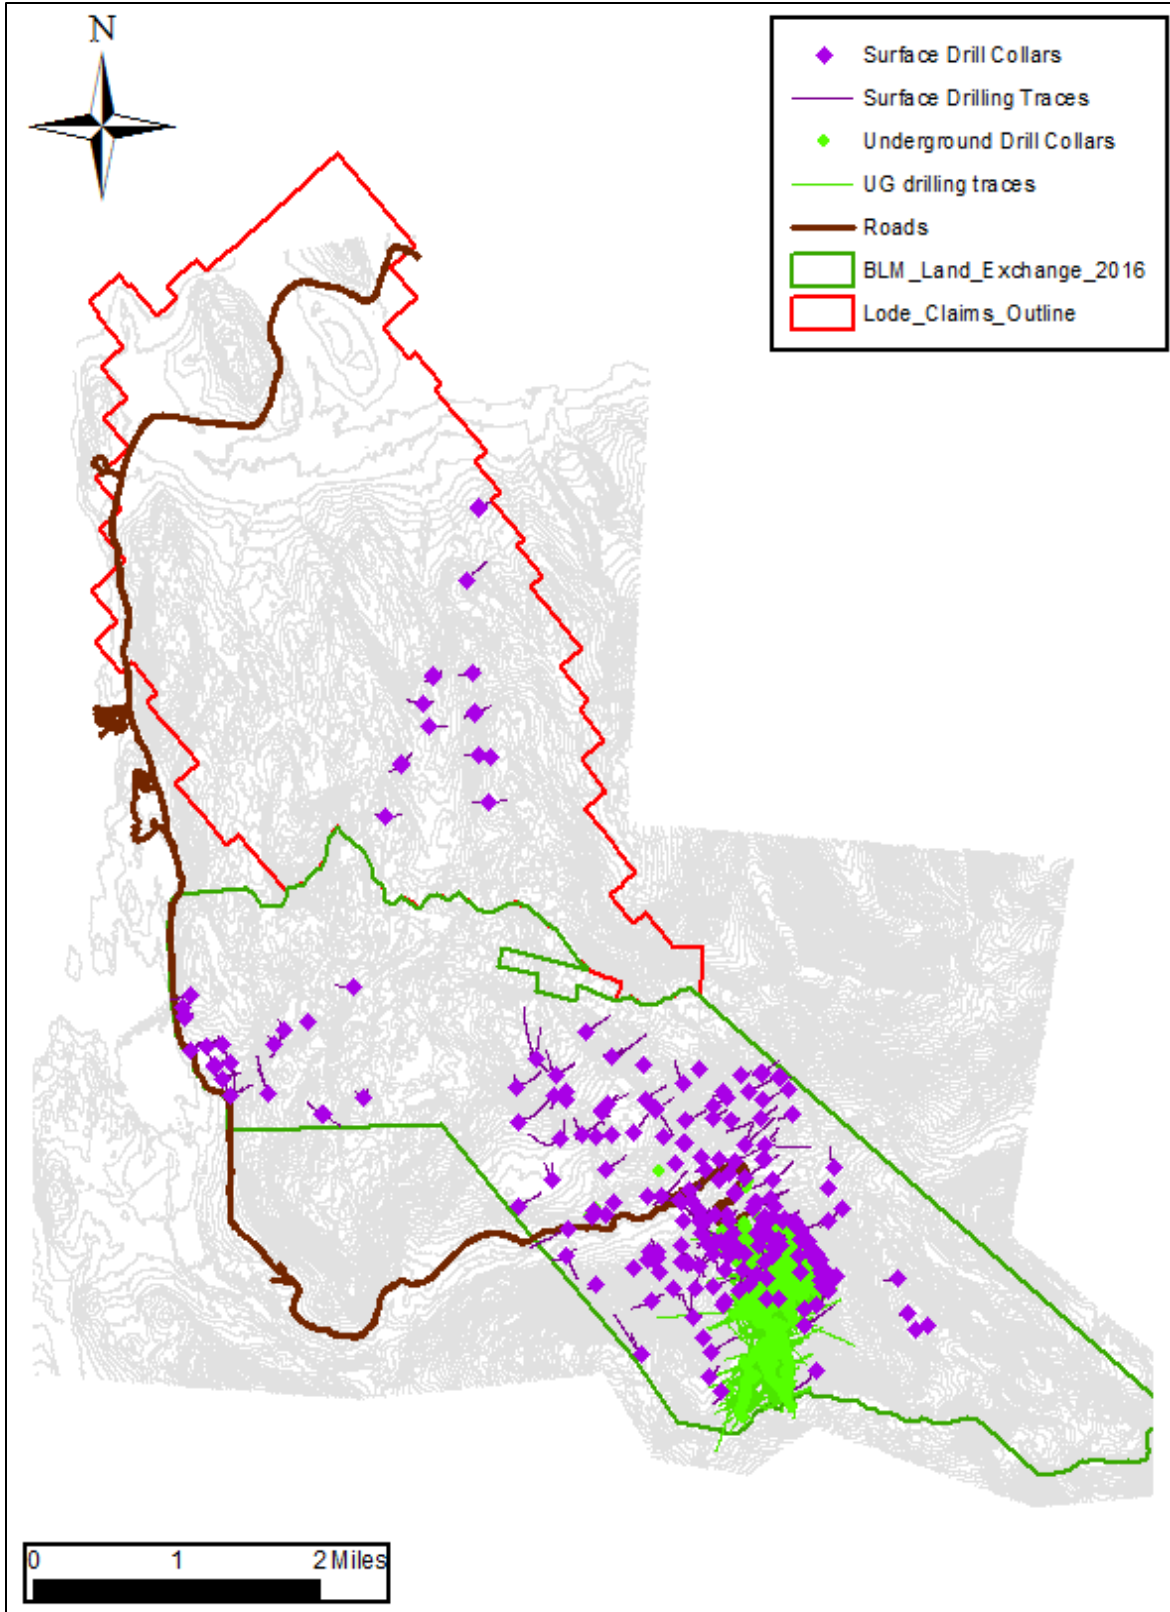 N
Surface Drill Collars
Surface Drilling Traces
Underground Drill Collars
UG drilling traces
Roads
BLM_Land_Exchange_2016
Lode_Claims_Outline
0 1 2 Miles